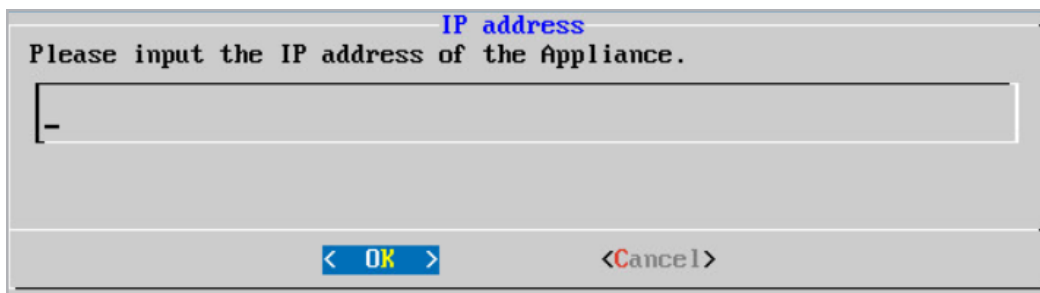 IP address
Please input the IP address of the Appliance.
< OK > <Cancel>